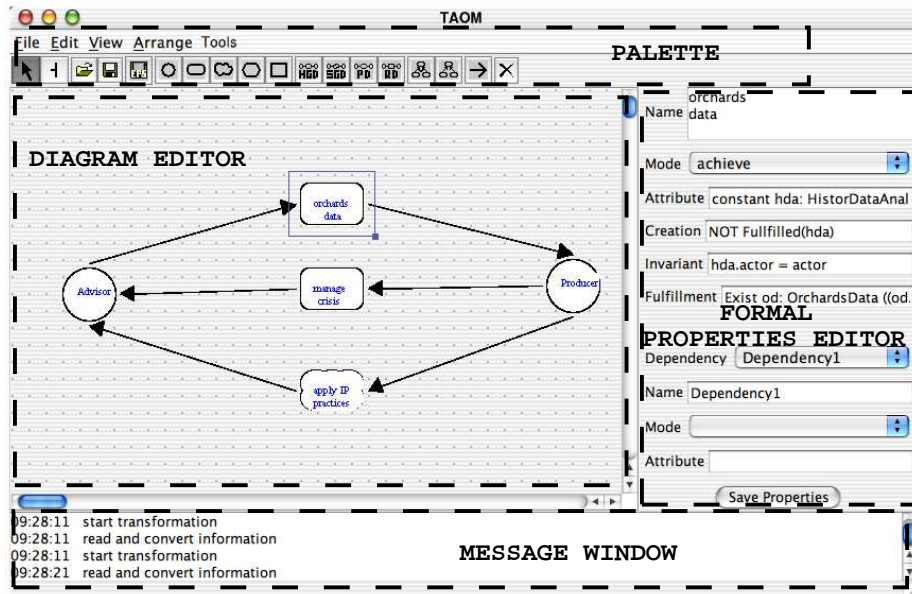 TAOM
File Edit View Arrange Tools
PALETTE
HGD SGD PD RD
DIAGRAM EDITOR
orchards
data
Advisor
manage
crisis
Producer
apply IP
practices
Name orchards
data
Mode achieve
Attribute constant hda: HistorDataAnal
Creation NOT Fullfilled(hda)
Invariant hda.actor = actor
Fulfillment Exist od: OrchardsData ((od.
FORMAL
PROPERTIES EDITOR
Dependency Dependency1
Name Dependency1
Mode
Attribute
Save Properties
09:28:11 start transformation
09:28:11 read and convert information
09:28:11 start transformation
09:28:21 read and convert information
MESSAGE WINDOW